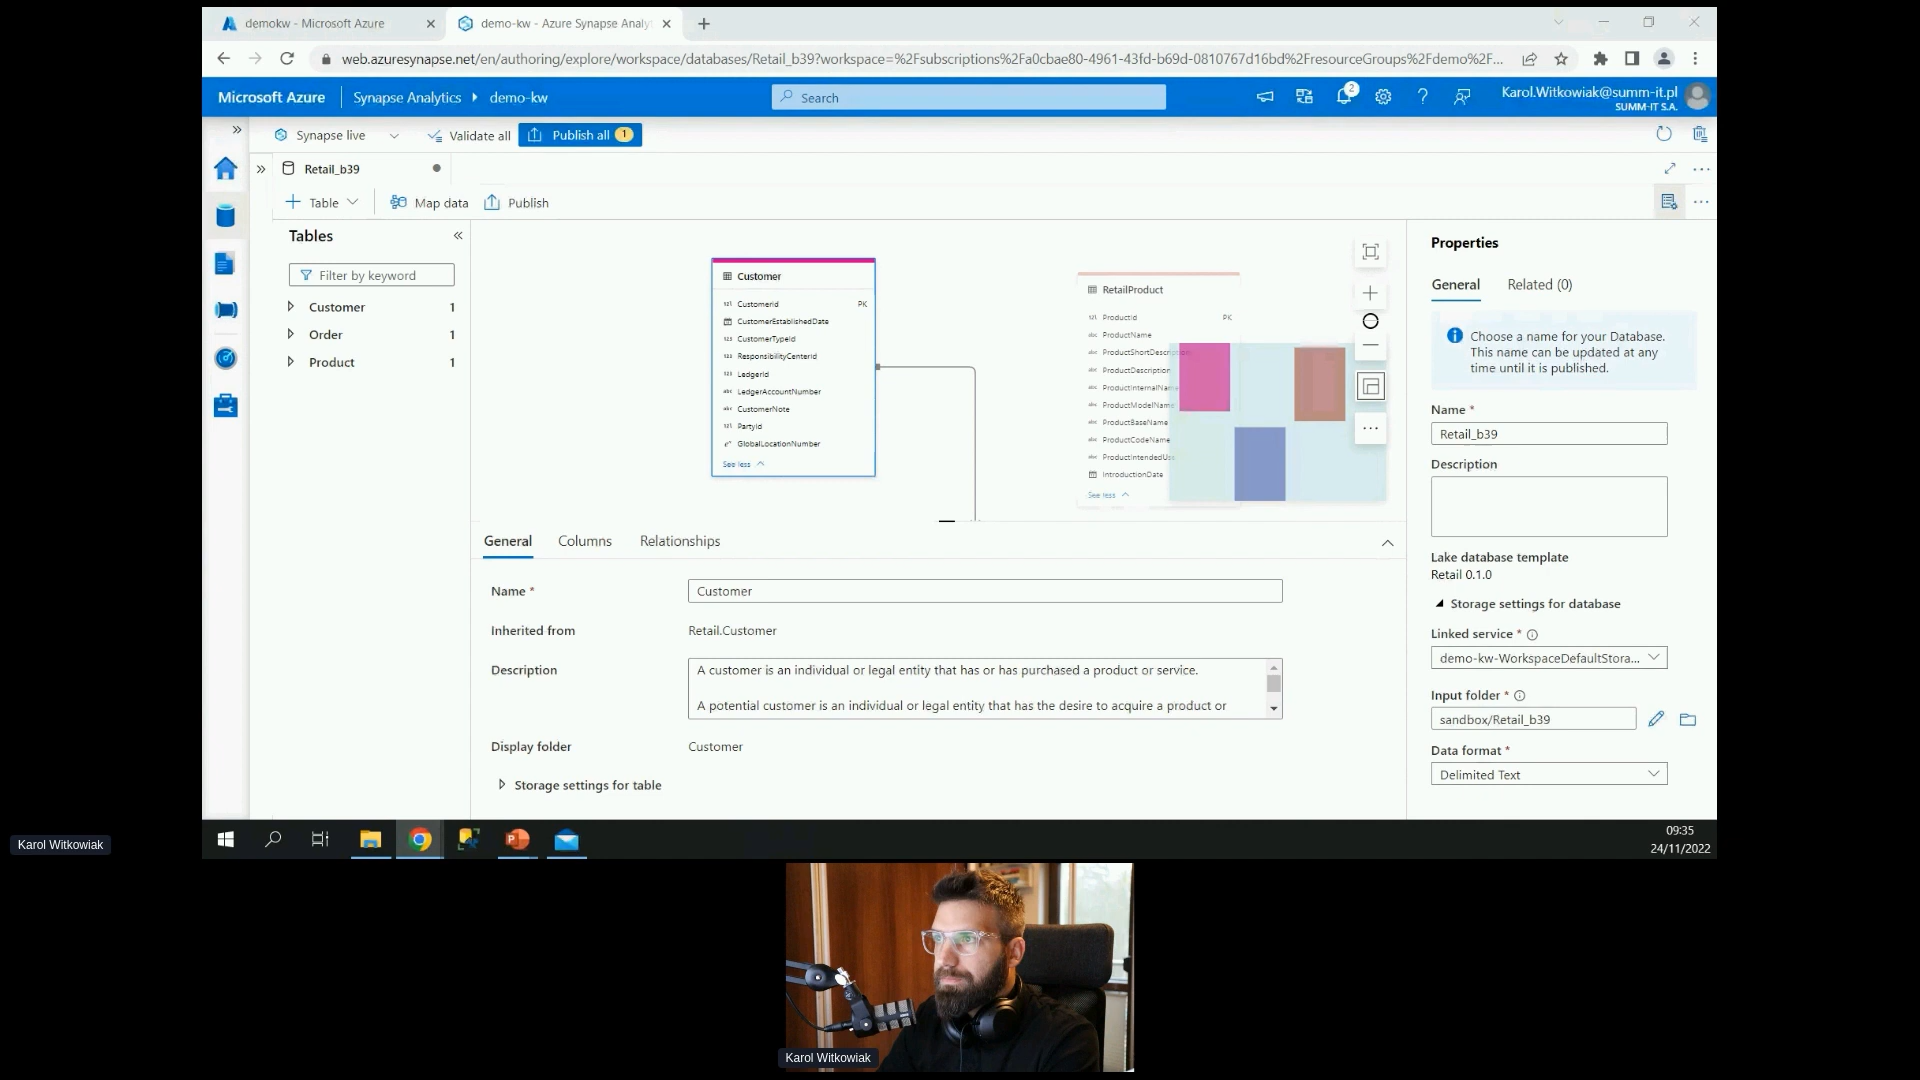 demokw - Microsoft Azure
demo-kw - Azure Synapse Analy
web.azuresynapse.net/en/authoring/explore/workspace/databases/Retail_b39?workspace=%2Fsubscriptions%2Fa0cbae80-4961-43fd-b69d-0810767d16bd%2FresourceGroups%2Fdemo%2F...
Microsoft Azure
Synapse Analytics
demo-kw
Search
2
Karol.Witkowiak@summ-it.pl
SUMM-IT S.A.
Synapse live
Validate all
Publish all
1
Retail_b39
Table
Map data
Publish
Tables
Filter by keyword
Customer 1
Order 1
Product 1
Customer
CustomerId PK
CustomerEstablishedDate
CustomerTypeId
ResponsibilityCenterId
LedgerId
LedgerAccountNumber
CustomerNote
PartyId
GlobalLocationNumber
See less
RetailProduct
ProductId PK
ProductName
ProductShortDescription
ProductDescription
ProductInternalName
ProductModelName
ProductBaseName
ProductCodeName
ProductIntendedUs
IntroductionDate
See less
General
Columns
Relationships
Name *
Customer
Inherited from
Retail.Customer
Description
A customer is an individual or legal entity that has or has purchased a product or service.
A potential customer is an individual or legal entity that has the desire to acquire a product or
Display folder
Customer
Storage settings for table
Properties
General
Related (0)
Choose a name for your Database.
This name can be updated at any
time until it is published.
Name *
Retail_b39
Description
Lake database template
Retail 0.1.0
Storage settings for database
Linked service *
demo-kw-WorkspaceDefaultStora...
Input folder *
sandbox/Retail_b39
Data format *
Delimited Text
09:35
24/11/2022
Karol Witkowiak
Karol Witkowiak